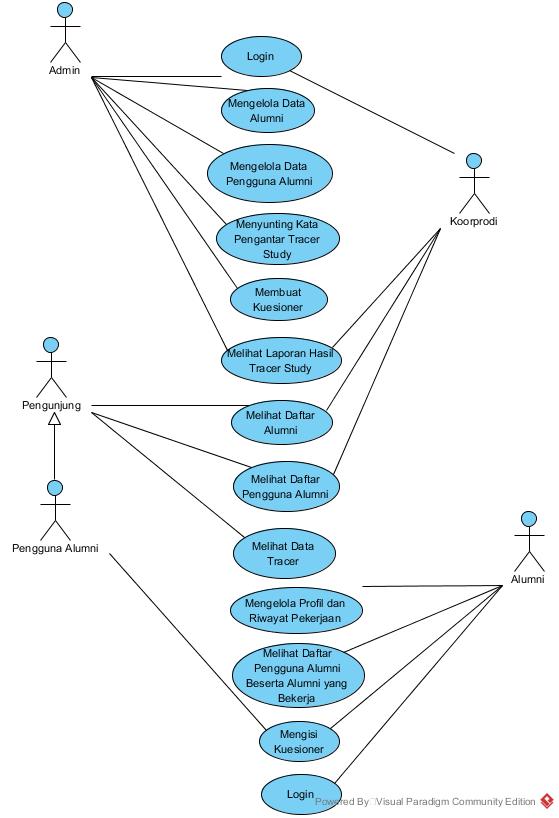 Admin
Login
Mengelola Data
Alumni
Mengelola Data
Pengguna Alumni
Koorprodi
Menyunting Kata
Pengantar Tracer
Study
Membuat
Kuesioner
Melihat Laporan Hasil
Tracer Study
Pengunjung
Melihat Daftar
Alumni
Melihat Daftar
Pengguna Alumni
Pengguna Alumni
Melihat Data
Tracer
Alumni
Mengelola Profil dan
Riwayat Pekerjaan
Melihat Daftar
Pengguna Alumni
Beserta Alumni yang
Bekerja
Mengisi
Kuesioner
Login
Powered By Visual Paradigm Community Edition